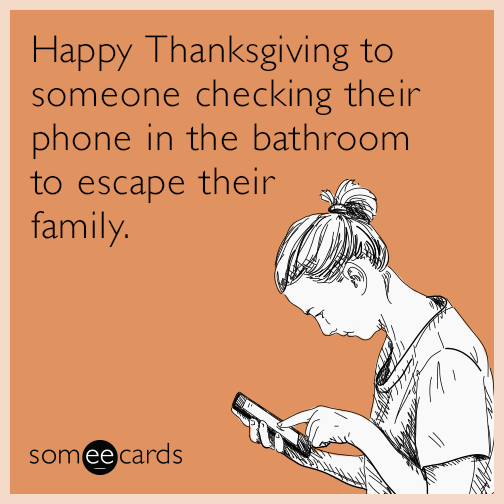 Happy Thanksgiving to
someone checking their
phone in the bathroom
to escape their
family.
someecards